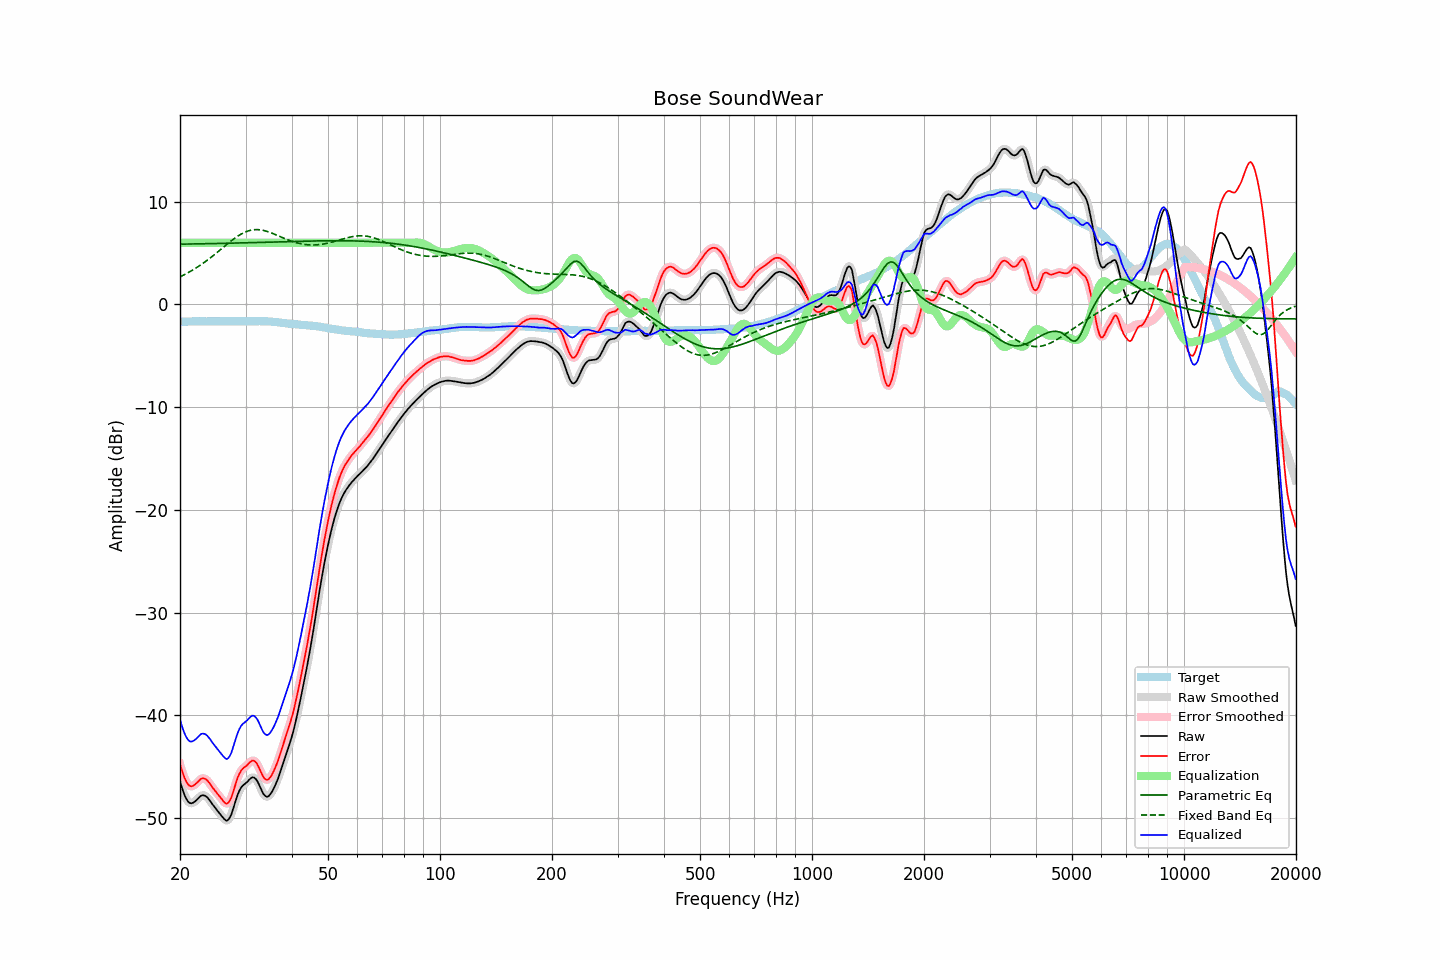 Bose SoundWear
Amplitude (dBr)
10
0
−10
−20
−30
−40
−50
20
50
100
200
500
1000
2000
5000
10000
20000
Frequency (Hz)
Target
Raw Smoothed
Error Smoothed
Raw
Error
Equalization
Parametric Eq
Fixed Band Eq
Equalized